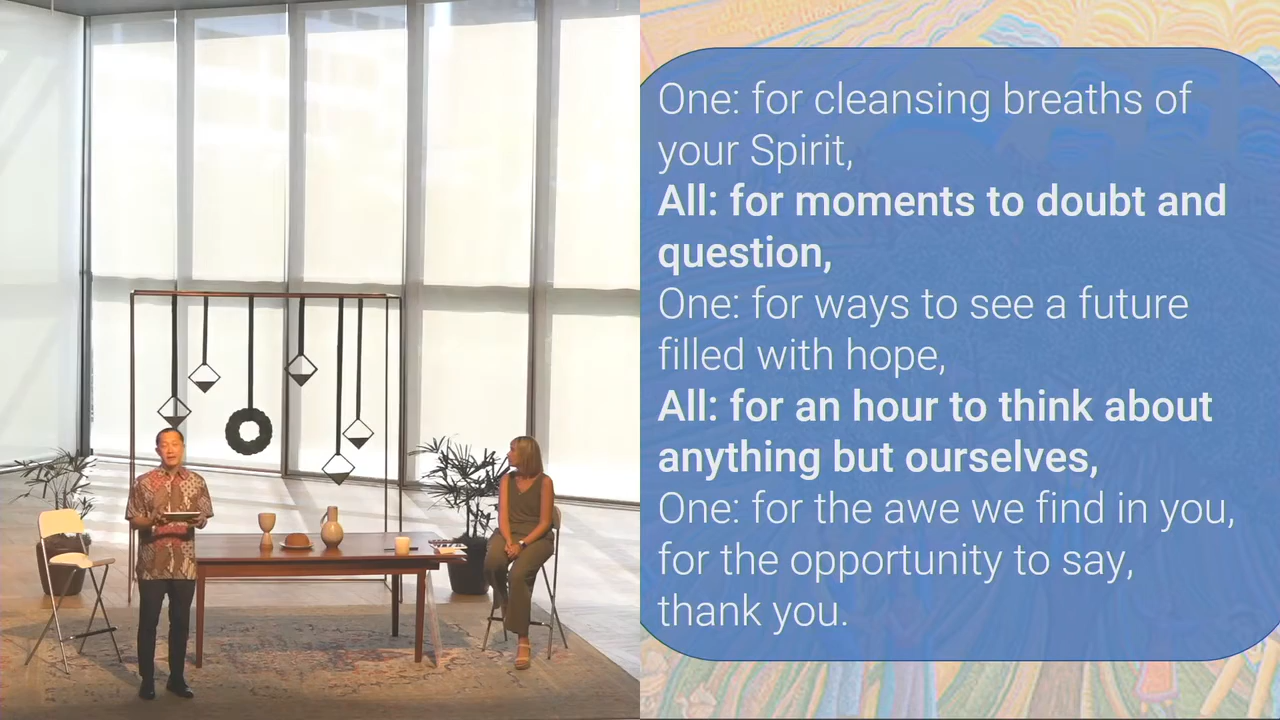 One: for cleansing breaths of
your Spirit,
All: for moments to doubt and
question,
One: for ways to see a future
filled with hope,
All: for an hour to think about
anything but ourselves,
One: for the awe we find in you,
for the opportunity to say,
thank you.